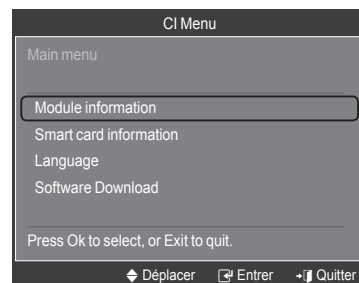 CI Menu
Main menu
Module information
Smart card information
Language
Software Download
Press Ok to select, or Exit to quit.
Déplacer Entrer Quitter